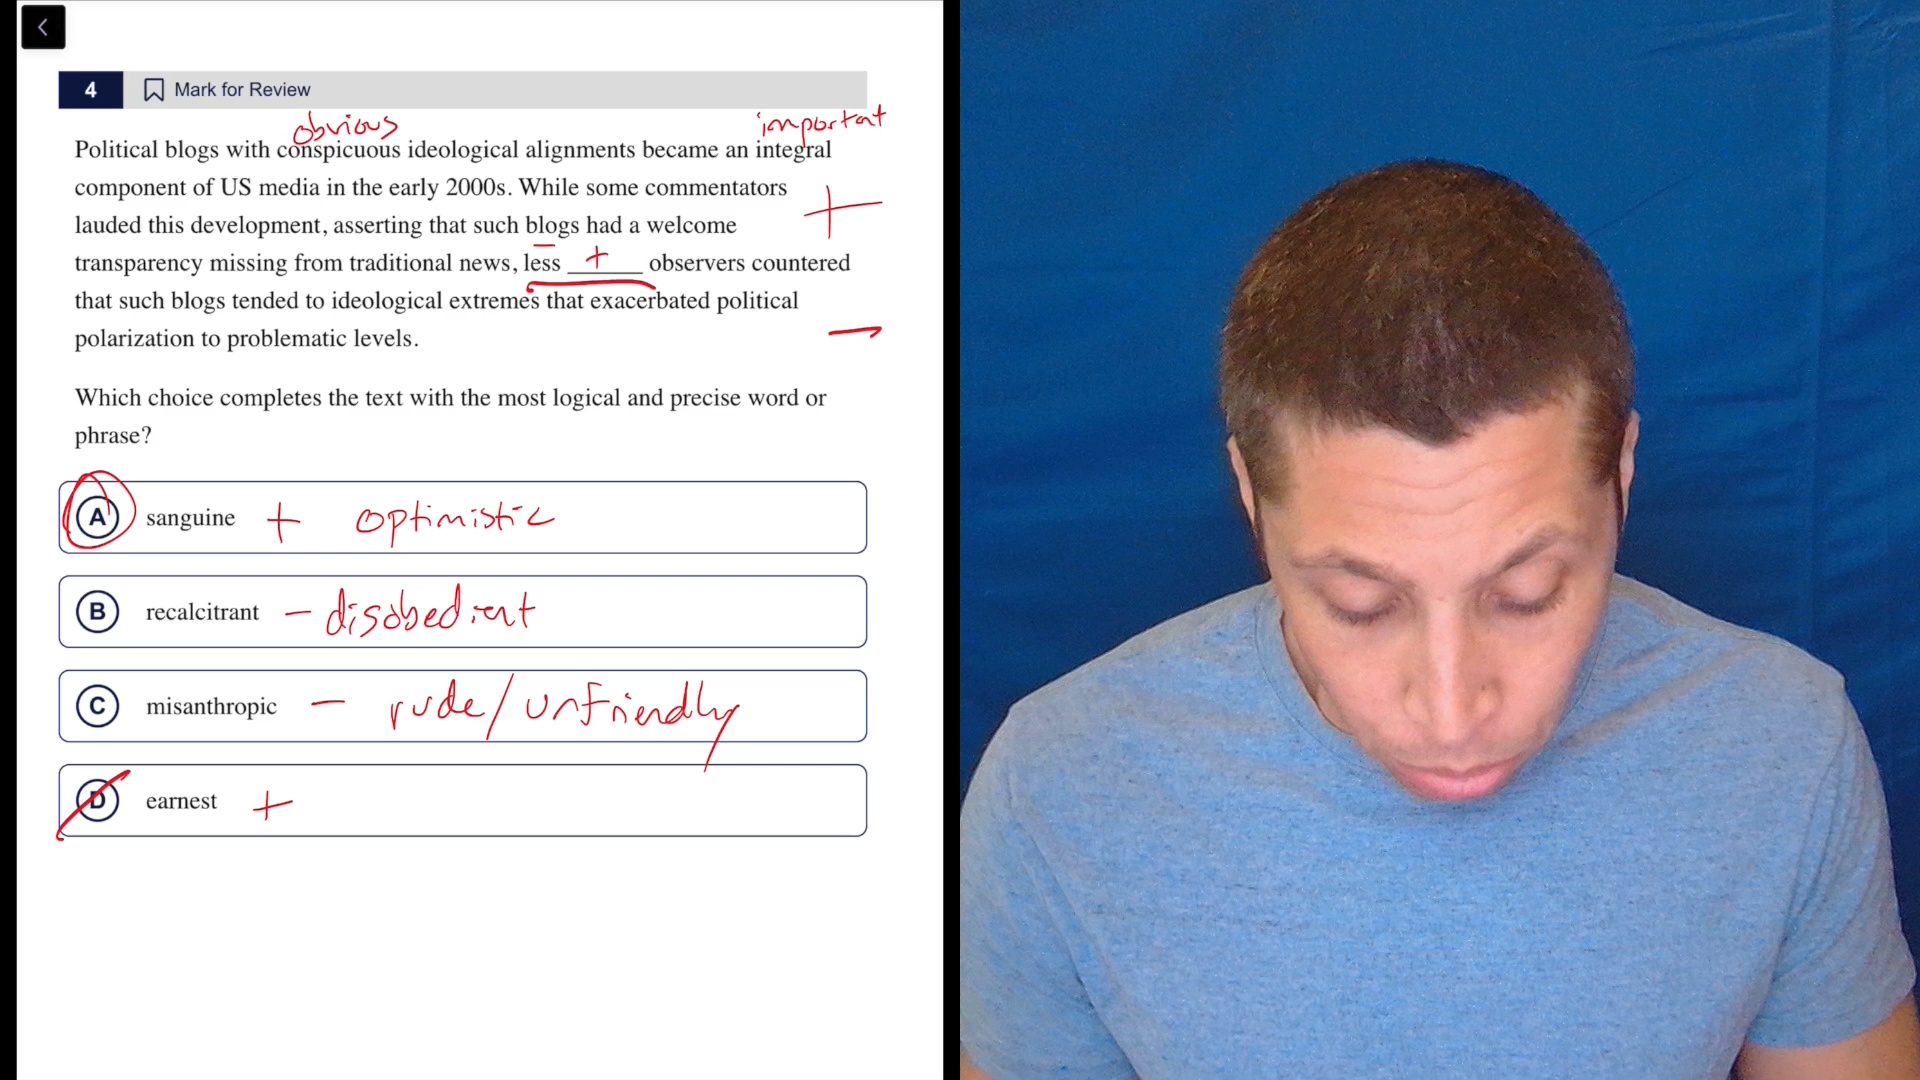 4 Mark for Review
obvious important
Political blogs with conspicuous ideological alignments became an integral
component of US media in the early 2000s. While some commentators
+
lauded this development, asserting that such blogs had a welcome
− +
transparency missing from traditional news, less ______ observers countered
that such blogs tended to ideological extremes that exacerbated political
−
polarization to problematic levels.
Which choice completes the text with the most logical and precise word or
phrase?
A sanguine + optimistic
B recalcitrant − disobedient
C misanthropic − rude/unfriendly
D earnest +